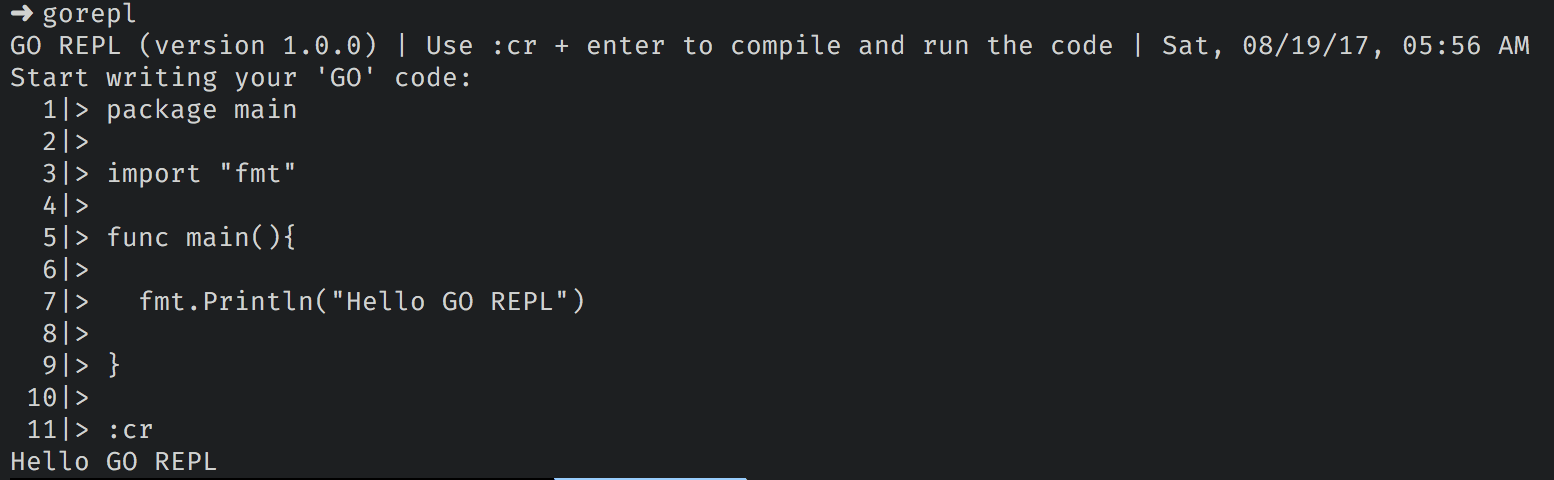 ➜ gorepl
GO REPL (version 1.0.0) | Use :cr + enter to compile and run the code | Sat, 08/19/17, 05:56 AM
Start writing your 'GO' code:
  1|> package main
  2|>
  3|> import "fmt"
  4|>
  5|> func main(){
  6|>
  7|>   fmt.Println("Hello GO REPL")
  8|>
  9|> }
 10|>
 11|> :cr
Hello GO REPL